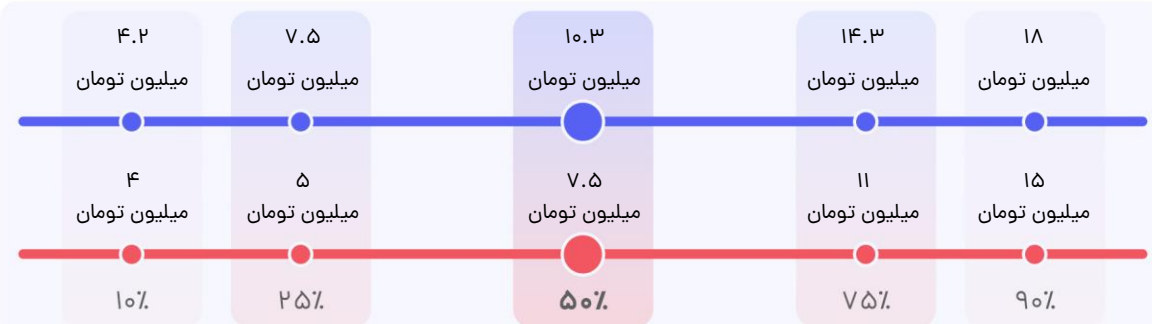 ۴.۲
میلیون تومان
۷.۵
میلیون تومان
۱۰.۳
میلیون تومان
۱۴.۳
میلیون تومان
۱۸
میلیون تومان
۴
میلیون تومان
۵
میلیون تومان
۷.۵
میلیون تومان
۱۱
میلیون تومان
۱۵
میلیون تومان
۱۰٪
۲۵٪
۵۰٪
۷۵٪
۹۰٪